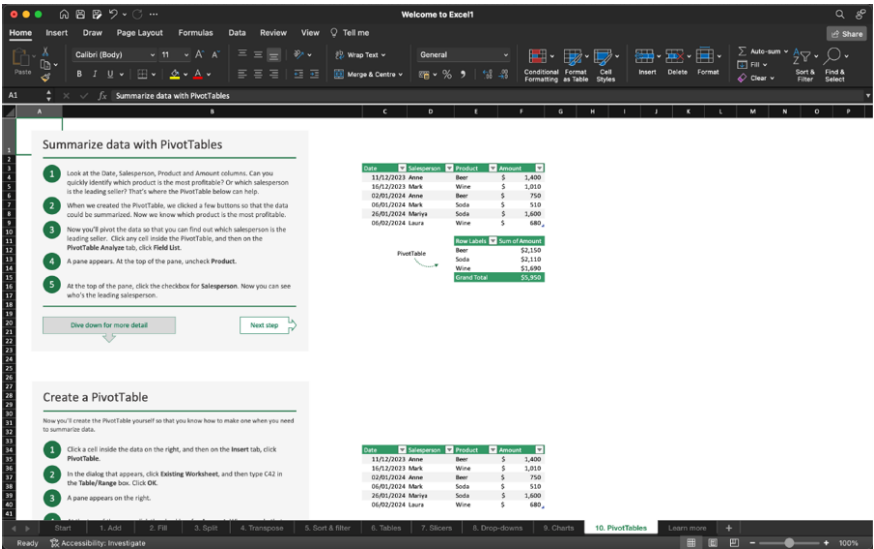 Welcome to Excel1
Home Insert Draw Page Layout Formulas Data Review View Tell me Share
Paste Calibri (Body) 11 Wrap Text General Auto-sum
Fill
B I U Merge & Centre Conditional Formatting Format as Table Cell Styles Insert Delete Format Clear Sort & Filter Find & Select
A1 fx Summarize data with PivotTables
A B C D E F G H I J K L M N O P
Summarize data with PivotTables
1 Look at the Date, Salesperson, Product and Amount columns. Can you
quickly identify which product is the most profitable? Or which salesperson
is the leading seller? That's where the PivotTable below can help.
2 When we created the PivotTable, we clicked a few buttons so that the data
could be summarized. Now we know which product is the most profitable.
3 Now you'll pivot the data so that you can find out which salesperson is the
leading seller. Click any cell inside the PivotTable, and then on the
PivotTable Analyze tab, click Field List.
4 A pane appears. At the top of the pane, uncheck Product.
5 At the top of the pane, click the checkbox for Salesperson. Now you can see
who's the leading salesperson.
Dive down for more detail Next step
Date Salesperson Product Amount
11/12/2023 Anne Beer $ 1,400
16/12/2023 Mark Wine $ 1,010
02/01/2024 Anne Beer $ 750
06/01/2024 Mark Soda $ 510
26/01/2024 Mariya Soda $ 1,600
06/02/2024 Laura Wine $ 680
Row Labels Sum of Amount
Beer $2,150
Soda $2,110
Wine $1,690
Grand Total $5,950
PivotTable
Create a PivotTable
Now you'll create the PivotTable yourself so that you know how to make one when you need
to summarize data.
1 Click a cell inside the data on the right, and then on the Insert tab, click
PivotTable.
2 In the dialog that appears, click Existing Worksheet, and then type C42 in
the Table/Range box. Click OK.
3 A pane appears on the right.
Date Salesperson Product Amount
11/12/2023 Anne Beer $ 1,400
16/12/2023 Mark Wine $ 1,010
02/01/2024 Anne Beer $ 750
06/01/2024 Mark Soda $ 510
26/01/2024 Mariya Soda $ 1,600
06/02/2024 Laura Wine $ 680
Start 1. Add 2. Fill 3. Split 4. Transpose 5. Sort & filter 6. Tables 7. Slicers 8. Drop-downs 9. Charts 10. PivotTables Learn more +
Ready Accessibility: Investigate 100%